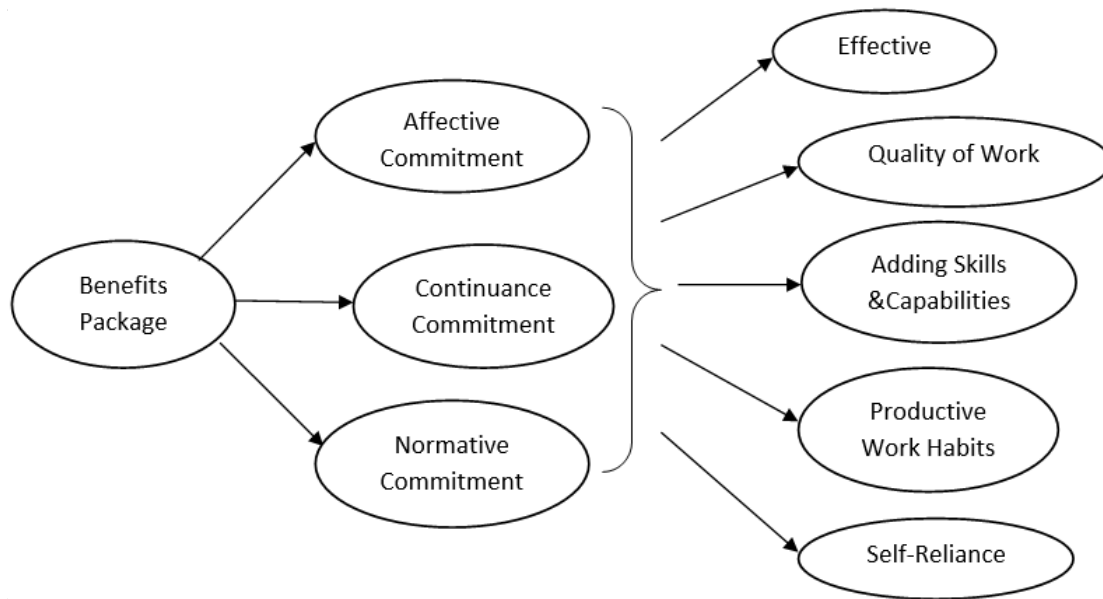 Benefits
Package
Affective
Commitment
Continuance
Commitment
Normative
Commitment
Effective
Quality of Work
Adding Skills
&Capabilities
Productive
Work Habits
Self-Reliance